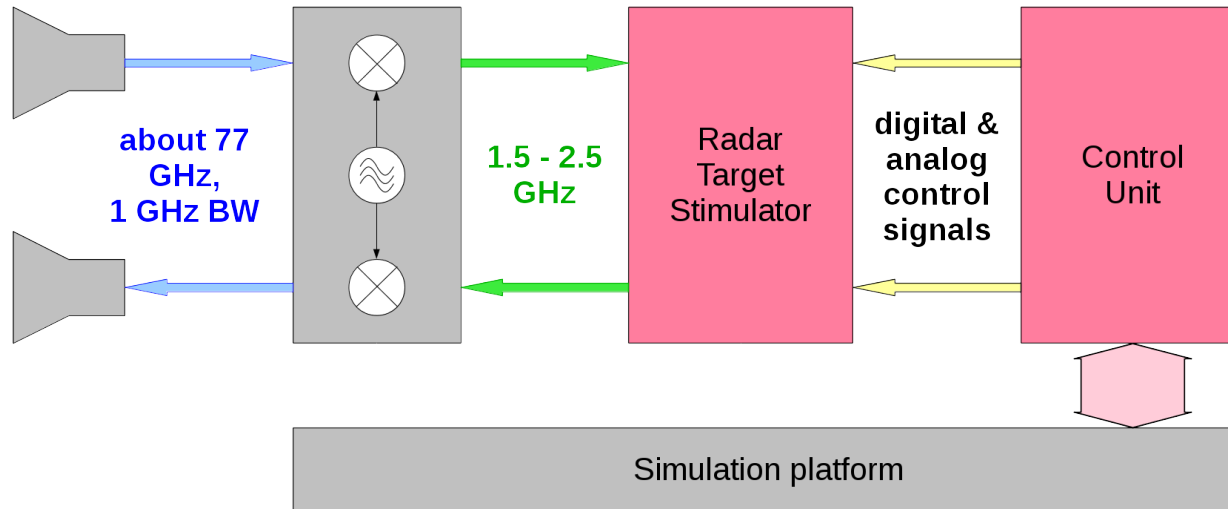 about 77
GHz,
1 GHz BW
1.5 - 2.5
GHz
Radar
Target
Stimulator
digital &
analog
control
signals
Control
Unit
Simulation platform